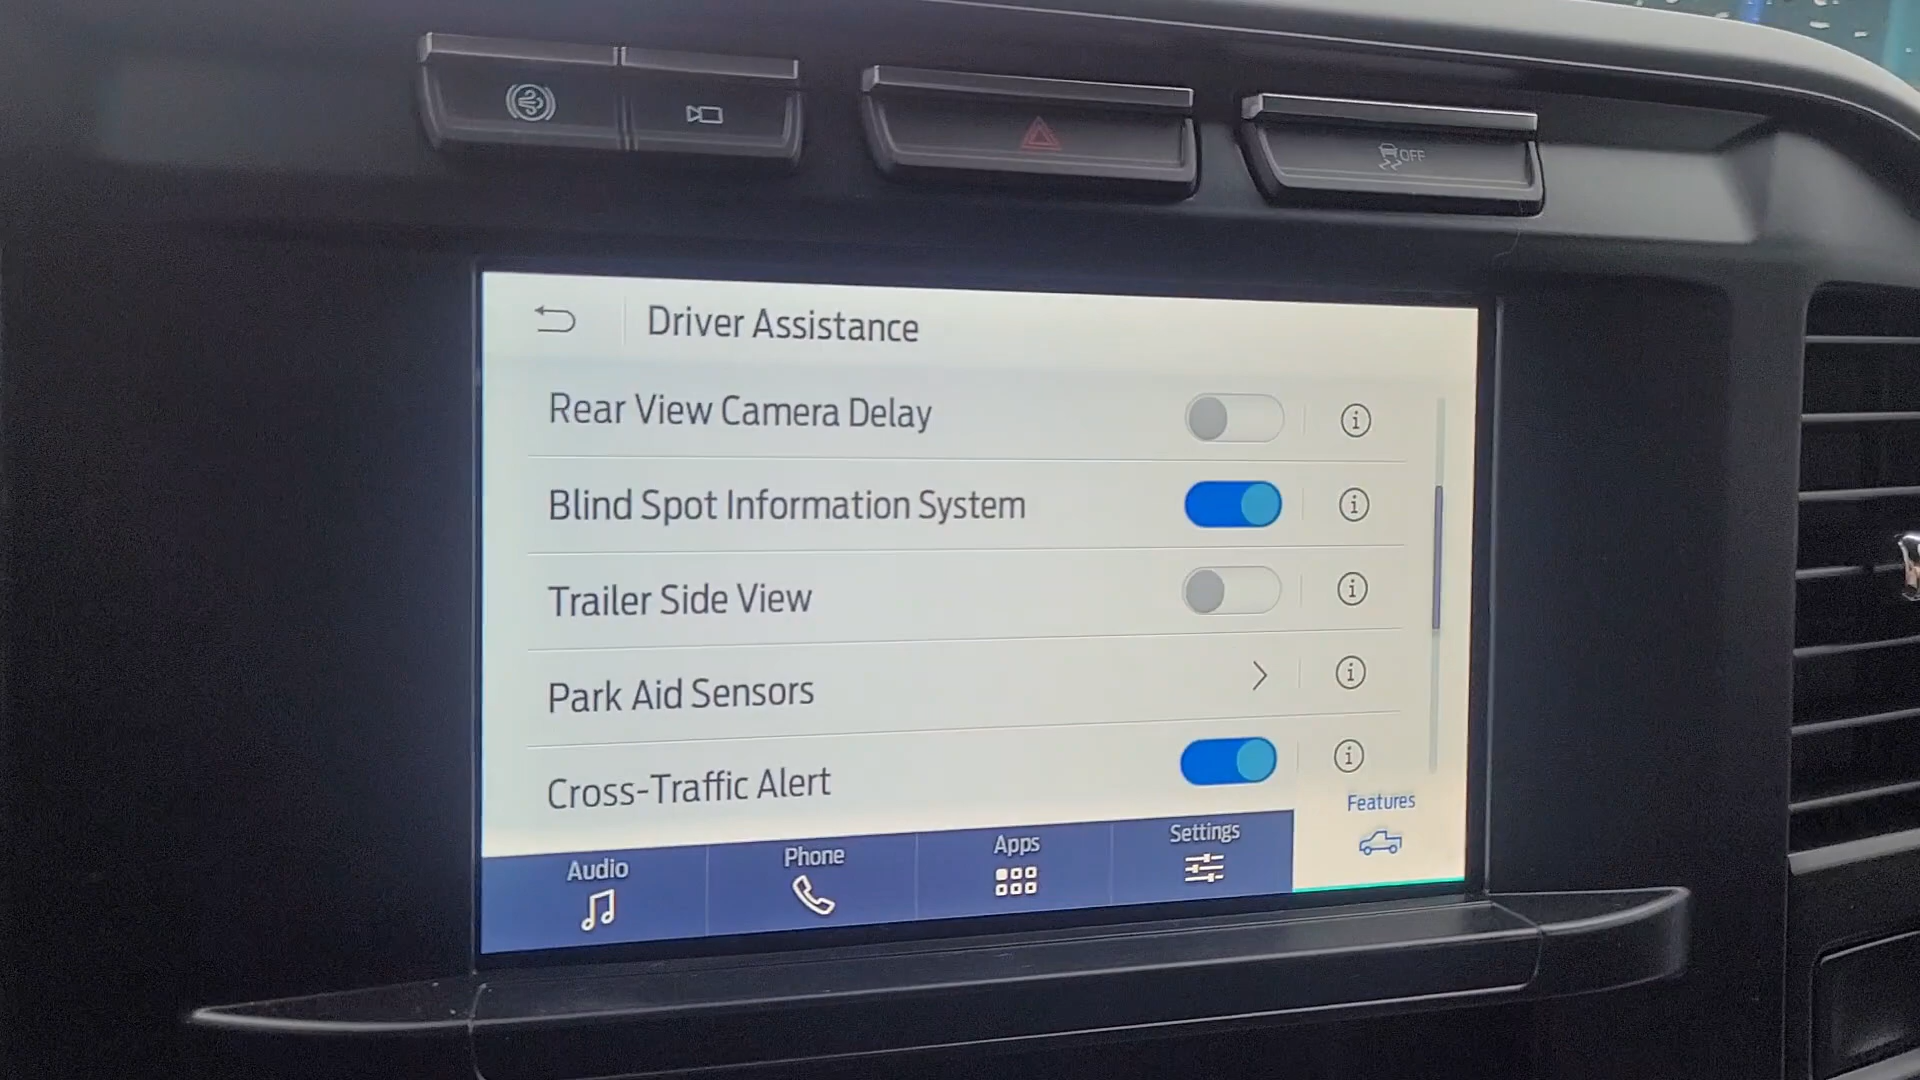 OFF
Driver Assistance
Rear View Camera Delay
Blind Spot Information System
Trailer Side View
Park Aid Sensors
Cross-Traffic Alert
Audio
Phone
Apps
Settings
Features